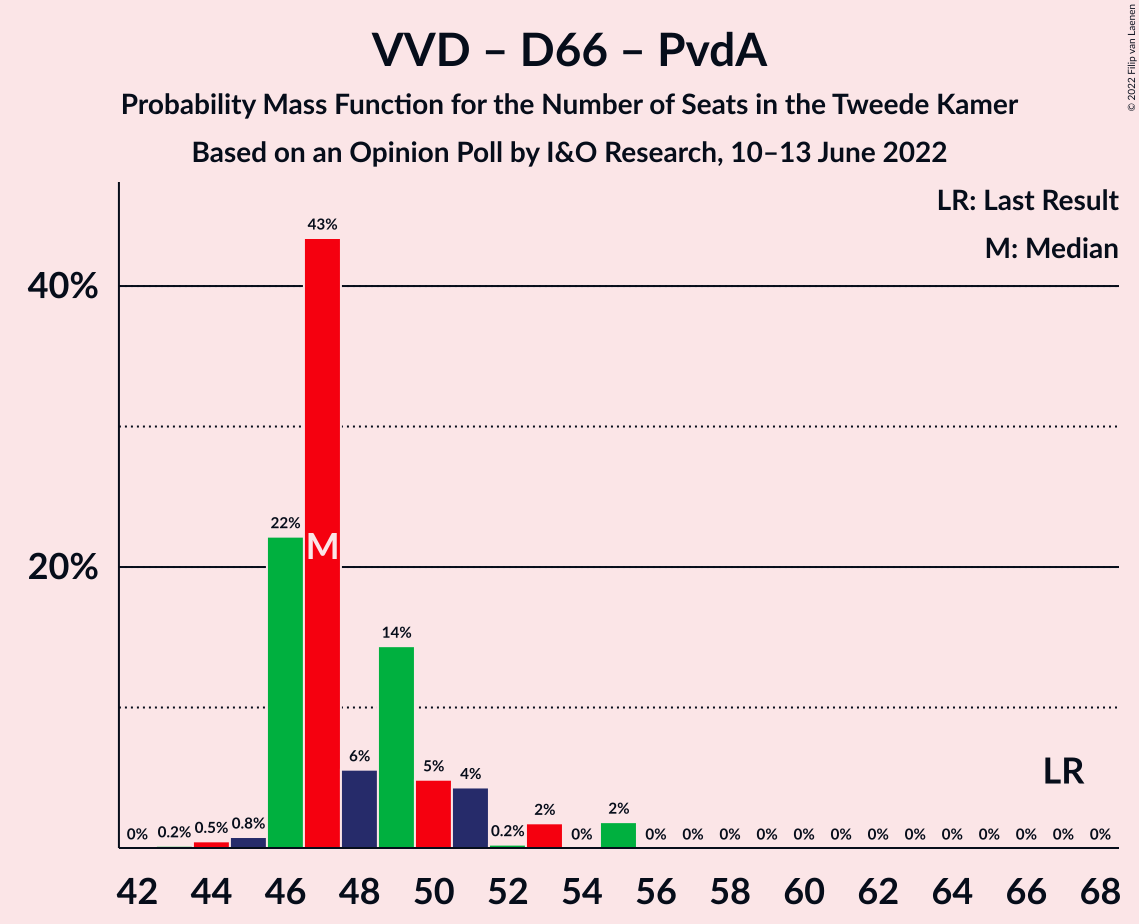 VVD – D66 – PvdA
Probability Mass Function for the Number of Seats in the Tweede Kamer
Based on an Opinion Poll by I&O Research, 10–13 June 2022
© 2022 Filip van Laenen
LR: Last Result
M: Median
40%
20%
0% 0.2% 0.5% 0.8% 22% 43% 6% 14% 5% 4% 0.2% 2% 0% 2% 0% 0% 0% 0% 0% 0% 0% 0% 0% 0% 0% 0% 0%
M
LR
42 44 46 48 50 52 54 56 58 60 62 64 66 68